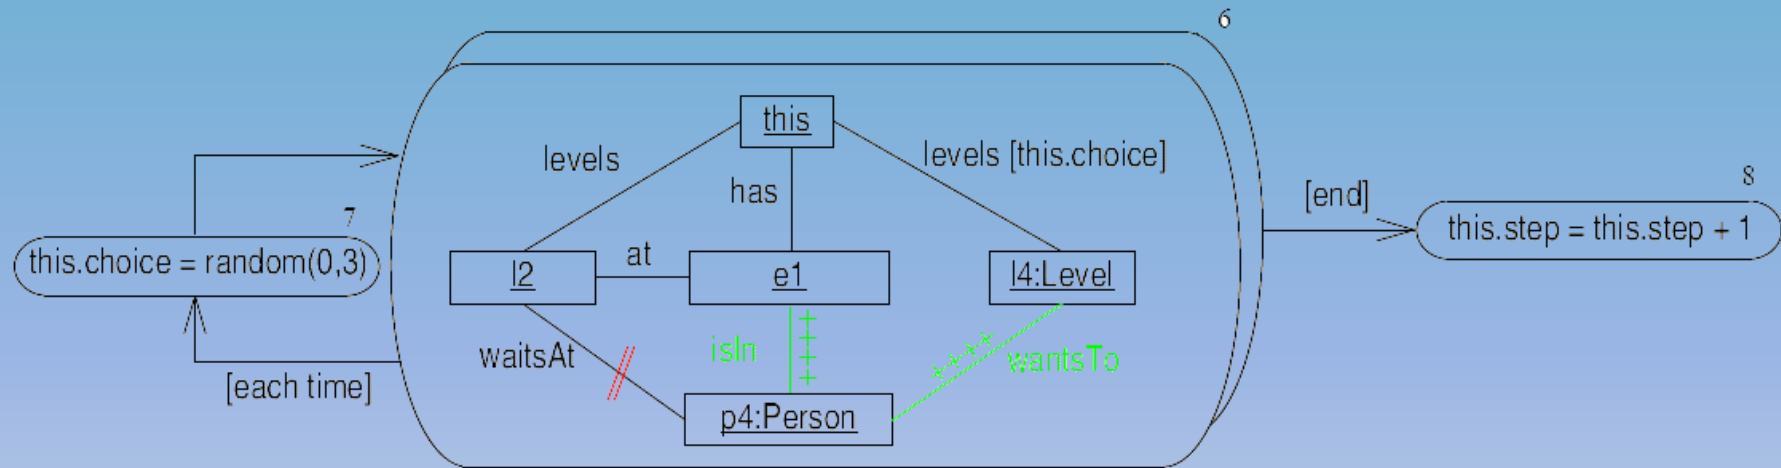 6
this
levels
levels [this.choice]
has
[end]
8
this.step = this.step + 1
7
this.choice = random(0,3)
l2
at
e1
l4:Level
waitsAt
isIn
++++
××××
wantsTo
[each time]
p4:Person